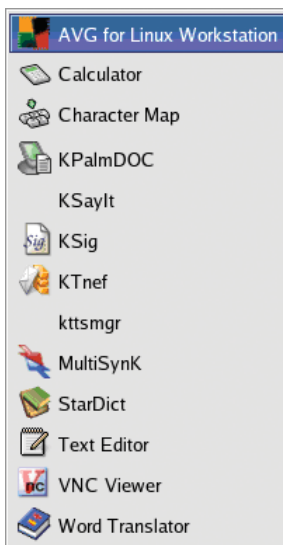 AVG for Linux Workstation
Calculator
Character Map
KPalmDOC
KSayIt
KSig
KTnef
kttsmgr
MultiSynK
StarDict
Text Editor
VNC Viewer
Word Translator